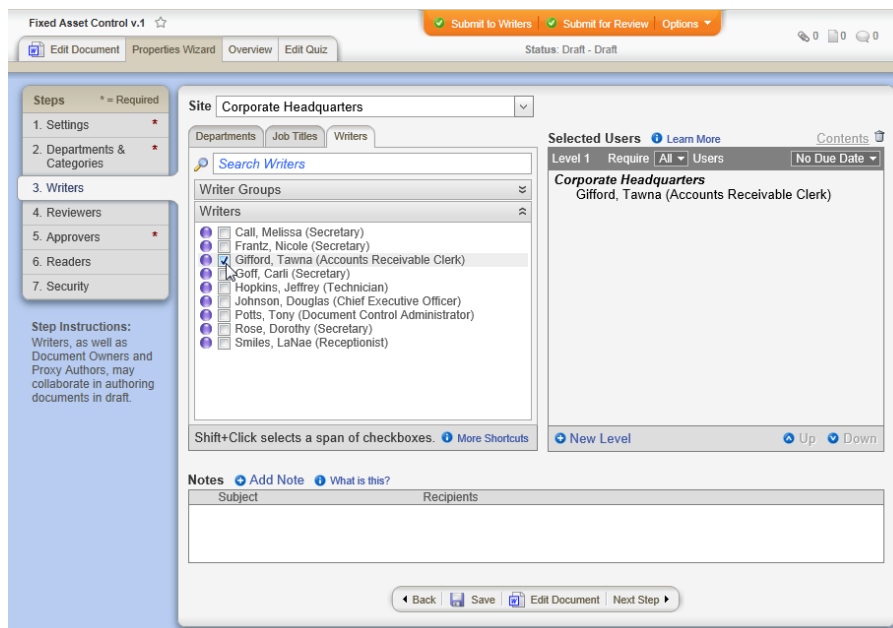 Fixed Asset Control v.1
Submit to Writers Submit for Review Options
0 0 0
Edit Document Properties Wizard Overview Edit Quiz
Status: Draft - Draft
Steps * = Required
1. Settings *
2. Departments & Categories *
3. Writers
4. Reviewers
5. Approvers *
6. Readers
7. Security
Step Instructions:
Writers, as well as
Document Owners and
Proxy Authors, may
collaborate in authoring
documents in draft.
Site Corporate Headquarters
Departments Job Titles Writers
Search Writers
Writer Groups
Writers
Call, Melissa (Secretary)
Frantz, Nicole (Secretary)
Gifford, Tawna (Accounts Receivable Clerk)
Goff, Carli (Secretary)
Hopkins, Jeffrey (Technician)
Johnson, Douglas (Chief Executive Officer)
Potts, Tony (Document Control Administrator)
Rose, Dorothy (Secretary)
Smiles, LaNae (Receptionist)
Shift+Click selects a span of checkboxes. More Shortcuts
Selected Users Learn More Contents
Level 1 Require All Users No Due Date
Corporate Headquarters
Gifford, Tawna (Accounts Receivable Clerk)
New Level Up Down
Notes Add Note What is this?
Subject Recipients
Back Save Edit Document Next Step